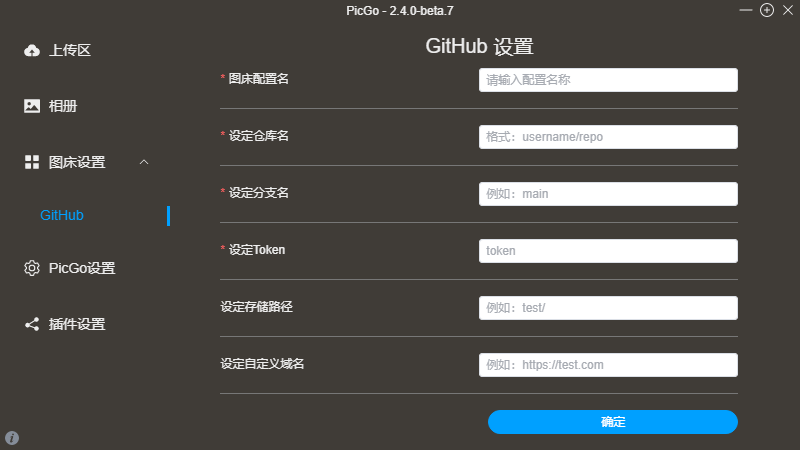 PicGo - 2.4.0-beta.7
上传区
相册
图床设置
GitHub
PicGo设置
插件设置
GitHub 设置
* 图床配置名
请输入配置名称
* 设定仓库名
格式：username/repo
* 设定分支名
例如：main
* 设定Token
token
设定存储路径
例如：test/
设定自定义域名
例如：https://test.com
确定